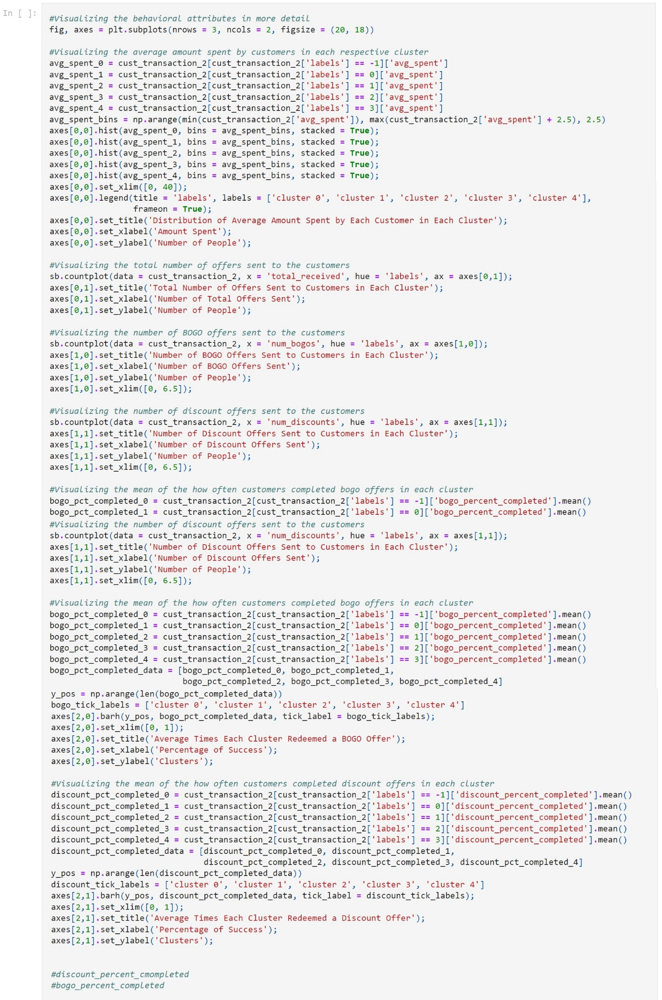 In [ ]:
#Visualizing the behavioral attributes in more detail
fig, axes = plt.subplots(nrows = 3, ncols = 2, figsize = (20, 18))
#Visualizing the average amount spent by customers in each respective cluster
avg_spent_0 = cust_transaction_2[cust_transaction_2['labels'] == -1]['avg_spent']
avg_spent_1 = cust_transaction_2[cust_transaction_2['labels'] == 0]['avg_spent']
avg_spent_2 = cust_transaction_2[cust_transaction_2['labels'] == 1]['avg_spent']
avg_spent_3 = cust_transaction_2[cust_transaction_2['labels'] == 2]['avg_spent']
avg_spent_4 = cust_transaction_2[cust_transaction_2['labels'] == 3]['avg_spent']
avg_spent_bins = np.arange(min(cust_transaction_2['avg_spent']), max(cust_transaction_2['avg_spent'] + 2.5), 2.5)
axes[0,0].hist(avg_spent_0, bins = avg_spent_bins, stacked = True);
axes[0,0].hist(avg_spent_1, bins = avg_spent_bins, stacked = True);
axes[0,0].hist(avg_spent_2, bins = avg_spent_bins, stacked = True);
axes[0,0].hist(avg_spent_3, bins = avg_spent_bins, stacked = True);
axes[0,0].hist(avg_spent_4, bins = avg_spent_bins, stacked = True);
axes[0,0].set_xlim([0, 40]);
axes[0,0].legend(title = 'labels', labels = ['cluster 0', 'cluster 1', 'cluster 2', 'cluster 3', 'cluster 4'],
frameon = True);
axes[0,0].set_title('Distribution of Average Amount Spent by Each Customer in Each Cluster');
axes[0,0].set_xlabel('Amount Spent');
axes[0,0].set_ylabel('Number of People');
#Visualizing the total number of offers sent to the customers
sb.countplot(data = cust_transaction_2, x = 'total_received', hue = 'labels', ax = axes[0,1]);
axes[0,1].set_title('Total Number of Offers Sent to Customers in Each Cluster');
axes[0,1].set_xlabel('Number of Total Offers Sent');
axes[0,1].set_ylabel('Number of People');
#Visualizing the number of BOGO offers sent to the customers
sb.countplot(data = cust_transaction_2, x = 'num_bogos', hue = 'labels', ax = axes[1,0]);
axes[1,0].set_title('Number of BOGO Offers Sent to Customers in Each Cluster');
axes[1,0].set_xlabel('Number of BOGO Offers Sent');
axes[1,0].set_ylabel('Number of People');
axes[1,0].set_xlim([0, 6.5]);
#Visualizing the number of discount offers sent to the customers
sb.countplot(data = cust_transaction_2, x = 'num_discounts', hue = 'labels', ax = axes[1,1]);
axes[1,1].set_title('Number of Discount Offers Sent to Customers in Each Cluster');
axes[1,1].set_xlabel('Number of Discount Offers Sent');
axes[1,1].set_ylabel('Number of People');
axes[1,1].set_xlim([0, 6.5]);
#Visualizing the mean of the how often customers completed bogo offers in each cluster
bogo_pct_completed_0 = cust_transaction_2[cust_transaction_2['labels'] == -1]['bogo_percent_completed'].mean()
bogo_pct_completed_1 = cust_transaction_2[cust_transaction_2['labels'] == 0]['bogo_percent_completed'].mean()
#Visualizing the number of discount offers sent to the customers
sb.countplot(data = cust_transaction_2, x = 'num_discounts', hue = 'labels', ax = axes[1,1]);
axes[1,1].set_title('Number of Discount Offers Sent to Customers in Each Cluster');
axes[1,1].set_xlabel('Number of Discount Offers Sent');
axes[1,1].set_ylabel('Number of People');
axes[1,1].set_xlim([0, 6.5]);
#Visualizing the mean of the how often customers completed bogo offers in each cluster
bogo_pct_completed_0 = cust_transaction_2[cust_transaction_2['labels'] == -1]['bogo_percent_completed'].mean()
bogo_pct_completed_1 = cust_transaction_2[cust_transaction_2['labels'] == 0]['bogo_percent_completed'].mean()
bogo_pct_completed_2 = cust_transaction_2[cust_transaction_2['labels'] == 1]['bogo_percent_completed'].mean()
bogo_pct_completed_3 = cust_transaction_2[cust_transaction_2['labels'] == 2]['bogo_percent_completed'].mean()
bogo_pct_completed_4 = cust_transaction_2[cust_transaction_2['labels'] == 3]['bogo_percent_completed'].mean()
bogo_pct_completed_data = [bogo_pct_completed_0, bogo_pct_completed_1,
bogo_pct_completed_2, bogo_pct_completed_3, bogo_pct_completed_4]
y_pos = np.arange(len(bogo_pct_completed_data))
bogo_tick_labels = ['cluster 0', 'cluster 1', 'cluster 2', 'cluster 3', 'cluster 4']
axes[2,0].barh(y_pos, bogo_pct_completed_data, tick_label = bogo_tick_labels);
axes[2,0].set_xlim([0, 1]);
axes[2,0].set_title('Average Times Each Cluster Redeemed a BOGO Offer');
axes[2,0].set_xlabel('Percentage of Success');
axes[2,0].set_ylabel('Clusters');
#Visualizing the mean of the how often customers completed discount offers in each cluster
discount_pct_completed_0 = cust_transaction_2[cust_transaction_2['labels'] == -1]['discount_percent_completed'].mean()
discount_pct_completed_1 = cust_transaction_2[cust_transaction_2['labels'] == 0]['discount_percent_completed'].mean()
discount_pct_completed_2 = cust_transaction_2[cust_transaction_2['labels'] == 1]['discount_percent_completed'].mean()
discount_pct_completed_3 = cust_transaction_2[cust_transaction_2['labels'] == 2]['discount_percent_completed'].mean()
discount_pct_completed_4 = cust_transaction_2[cust_transaction_2['labels'] == 3]['discount_percent_completed'].mean()
discount_pct_completed_data = [discount_pct_completed_0, discount_pct_completed_1,
discount_pct_completed_2, discount_pct_completed_3, discount_pct_completed_4]
y_pos = np.arange(len(discount_pct_completed_data))
discount_tick_labels = ['cluster 0', 'cluster 1', 'cluster 2', 'cluster 3', 'cluster 4']
axes[2,1].barh(y_pos, discount_pct_completed_data, tick_label = discount_tick_labels);
axes[2,1].set_xlim([0, 1]);
axes[2,1].set_title('Average Times Each Cluster Redeemed a Discount Offer');
axes[2,1].set_xlabel('Percentage of Success');
axes[2,1].set_ylabel('Clusters');
#discount_percent_cmompleted
#bogo_percent_completed